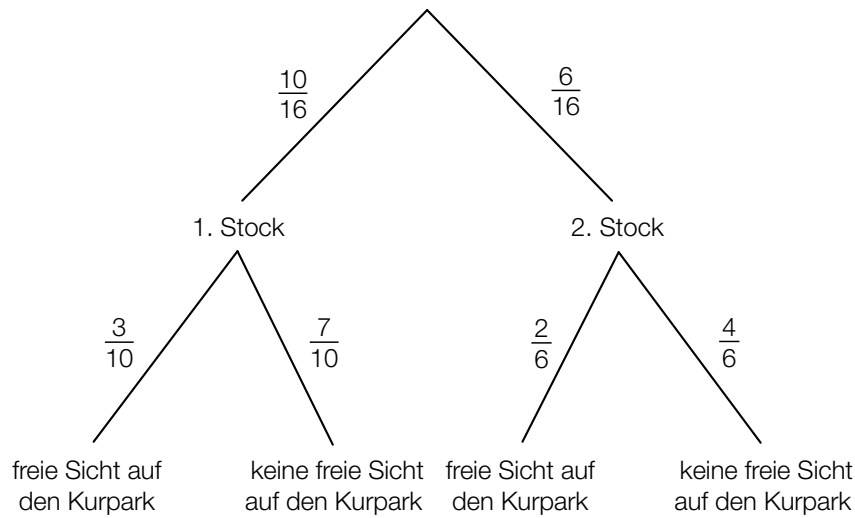 10
16
6
16
1. Stock
2. Stock
3
10
7
10
2
6
4
6
freie Sicht auf
den Kurpark
keine freie Sicht
auf den Kurpark
freie Sicht auf
den Kurpark
keine freie Sicht
auf den Kurpark